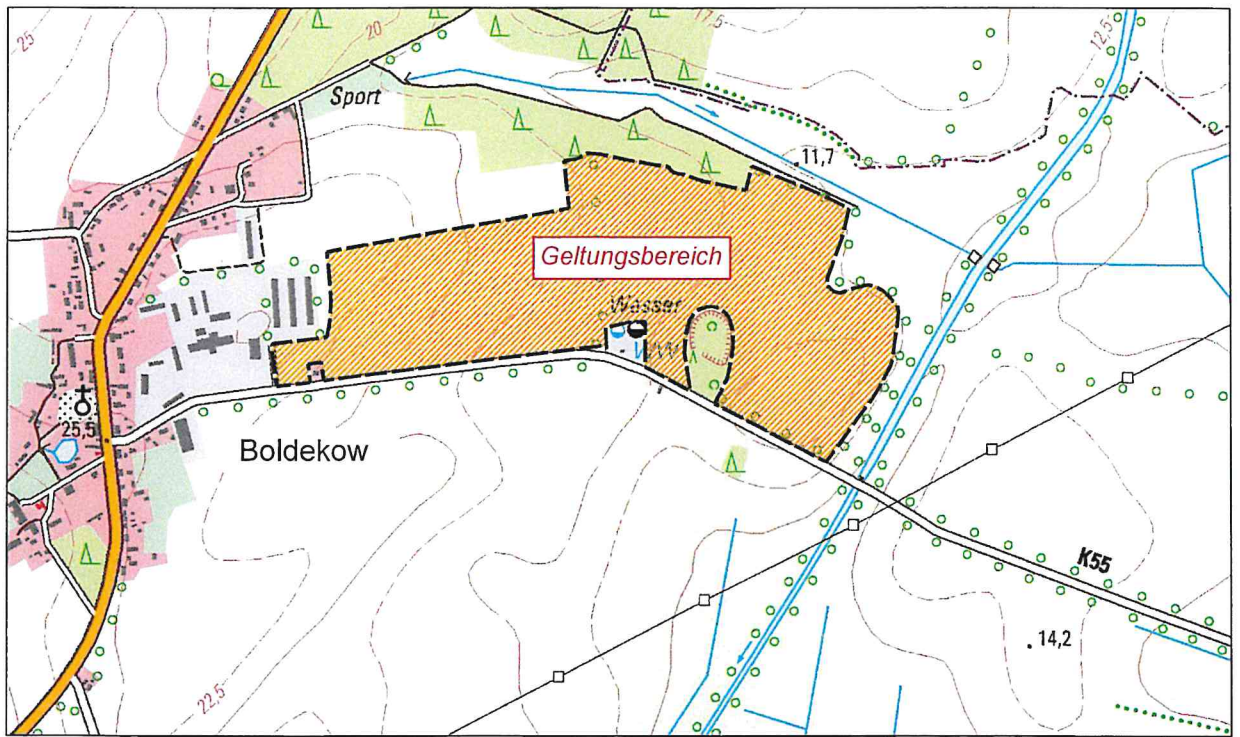 25
20
17,5
12,5
Sport
11,7
Geltungsbereich
Wasser
WW
25,5
Boldekow
K55
14,2
22,5